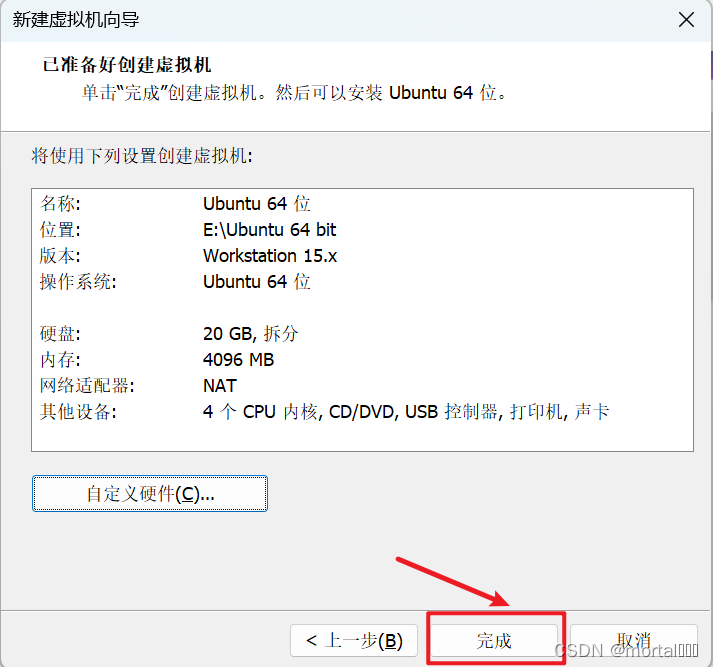 新建虚拟机向导
已准备好创建虚拟机
单击“完成”创建虚拟机。然后可以安装 Ubuntu 64 位。
将使用下列设置创建虚拟机:
名称: Ubuntu 64 位
位置: E:\Ubuntu 64 bit
版本: Workstation 15.x
操作系统: Ubuntu 64 位
硬盘: 20 GB, 拆分
内存: 4096 MB
网络适配器: NAT
其他设备: 4 个 CPU 内核, CD/DVD, USB 控制器, 打印机, 声卡
自定义硬件(C)...
< 上一步(B) 完成 取消
CSDN @mortal